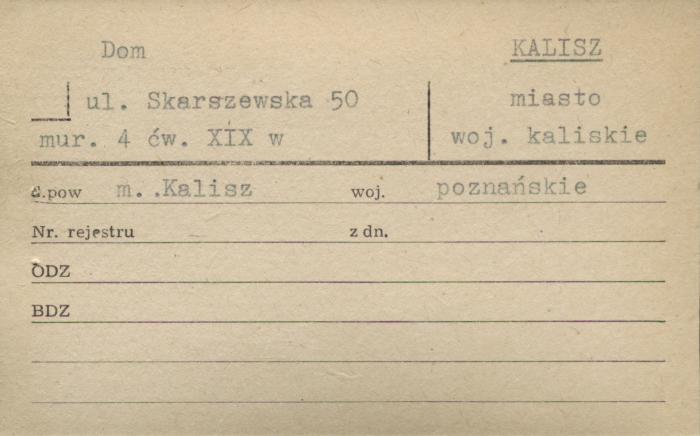 Dom KALISZ
ul. Skarszewska 50 miasto
mur. 4 ćw. XIX w woj. kaliskie
d.pow m. .Kalisz woj. poznańskie
Nr. rejestru z dn.
ODZ
BDZ